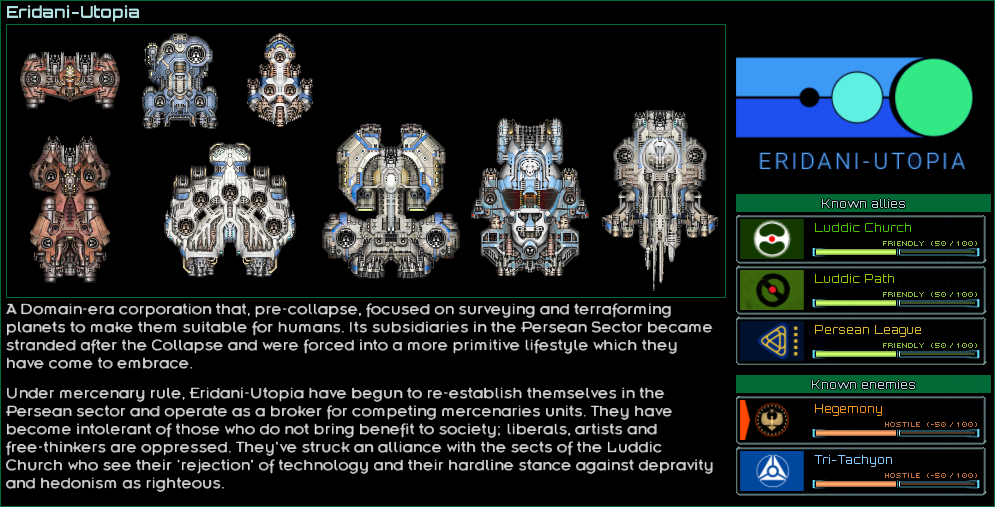 Eridani-Utopia
ERIDANI-UTOPIA
Known allies
Luddic Church
FRIENDLY (50 / 100)
Luddic Path
FRIENDLY (50 / 100)
Persean League
FRIENDLY (50 / 100)
Known enemies
Hegemony
HOSTILE (-50 / 100)
Tri-Tachyon
HOSTILE (-50 / 100)
A Domain-era corporation that, pre-collapse, focused on surveying and terraforming
planets to make them suitable for humans. Its subsidiaries in the Persean Sector became
stranded after the Collapse and were forced into a more primitive lifestyle which they
have come to embrace.
Under mercenary rule, Eridani-Utopia have begun to re-establish themselves in the
Persean sector and operate as a broker for competing mercenaries units. They have
become intolerant of those who do not bring benefit to society; liberals, artists and
free-thinkers are oppressed. They've struck an alliance with the sects of the Luddic
Church who see their 'rejection' of technology and their hardline stance against depravity
and hedonism as righteous.